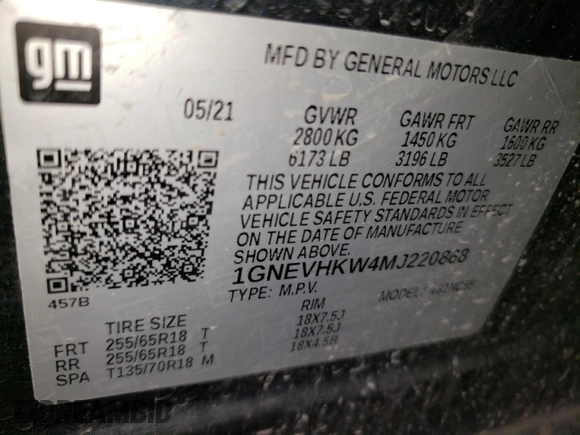 gm
MFD BY GENERAL MOTORS LLC
05/21 GVWR GAWR FRT GAWR RR
2800 KG 1450 KG 1600 KG
6173 LB 3196 LB 3527 LB
THIS VEHICLE CONFORMS TO ALL
APPLICABLE U.S. FEDERAL MOTOR
VEHICLE SAFETY STANDARDS IN EFFECT
ON THE DATE OF MANUFACTURE
SHOWN ABOVE.
1GNEVHKW4MJ220868
457B
TYPE: M.P.V. MODEL:
TIRE SIZE RIM
FRT 255/65R18 T 18X7.5J
RR 255/65R18 T 18X7.5J
SPA T135/70R18 M 18X4.5B